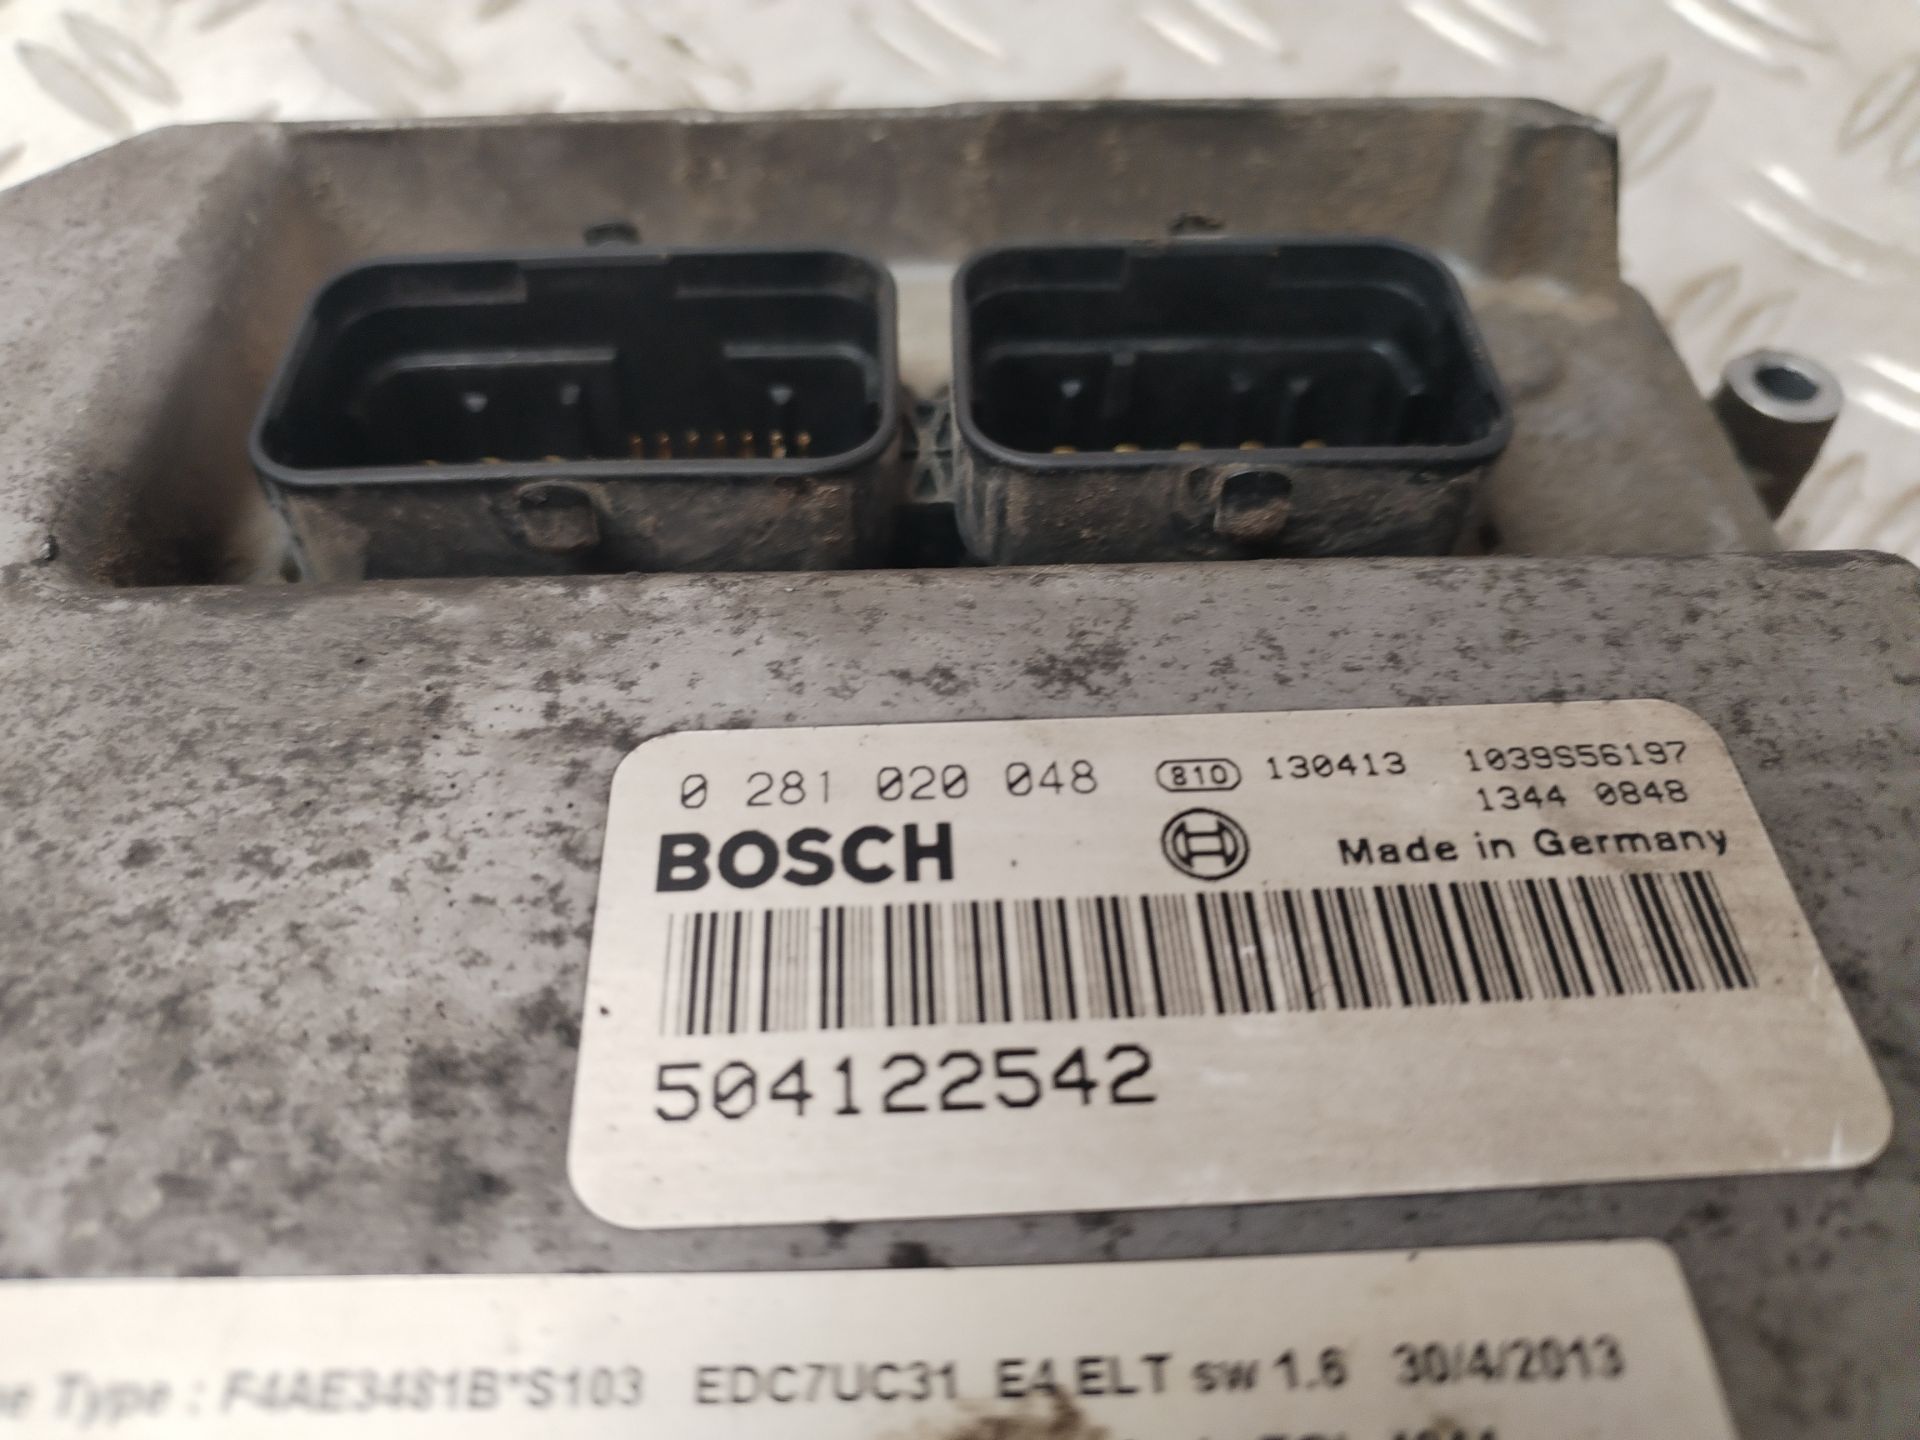 0 281 020 048 810 130413 1039S56197
1344 0848
BOSCH Made in Germany
504122542
Type : F4AE3481B*S103 EDC7UC31 E4 ELT sw 1.6 30/4/2013